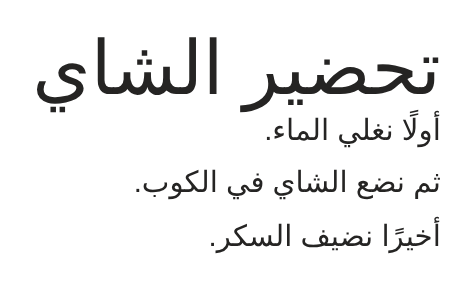 تحضير الشاي
أولًا نغلي الماء.
ثم نضع الشاي في الكوب.
أخيرًا نضيف السكر.